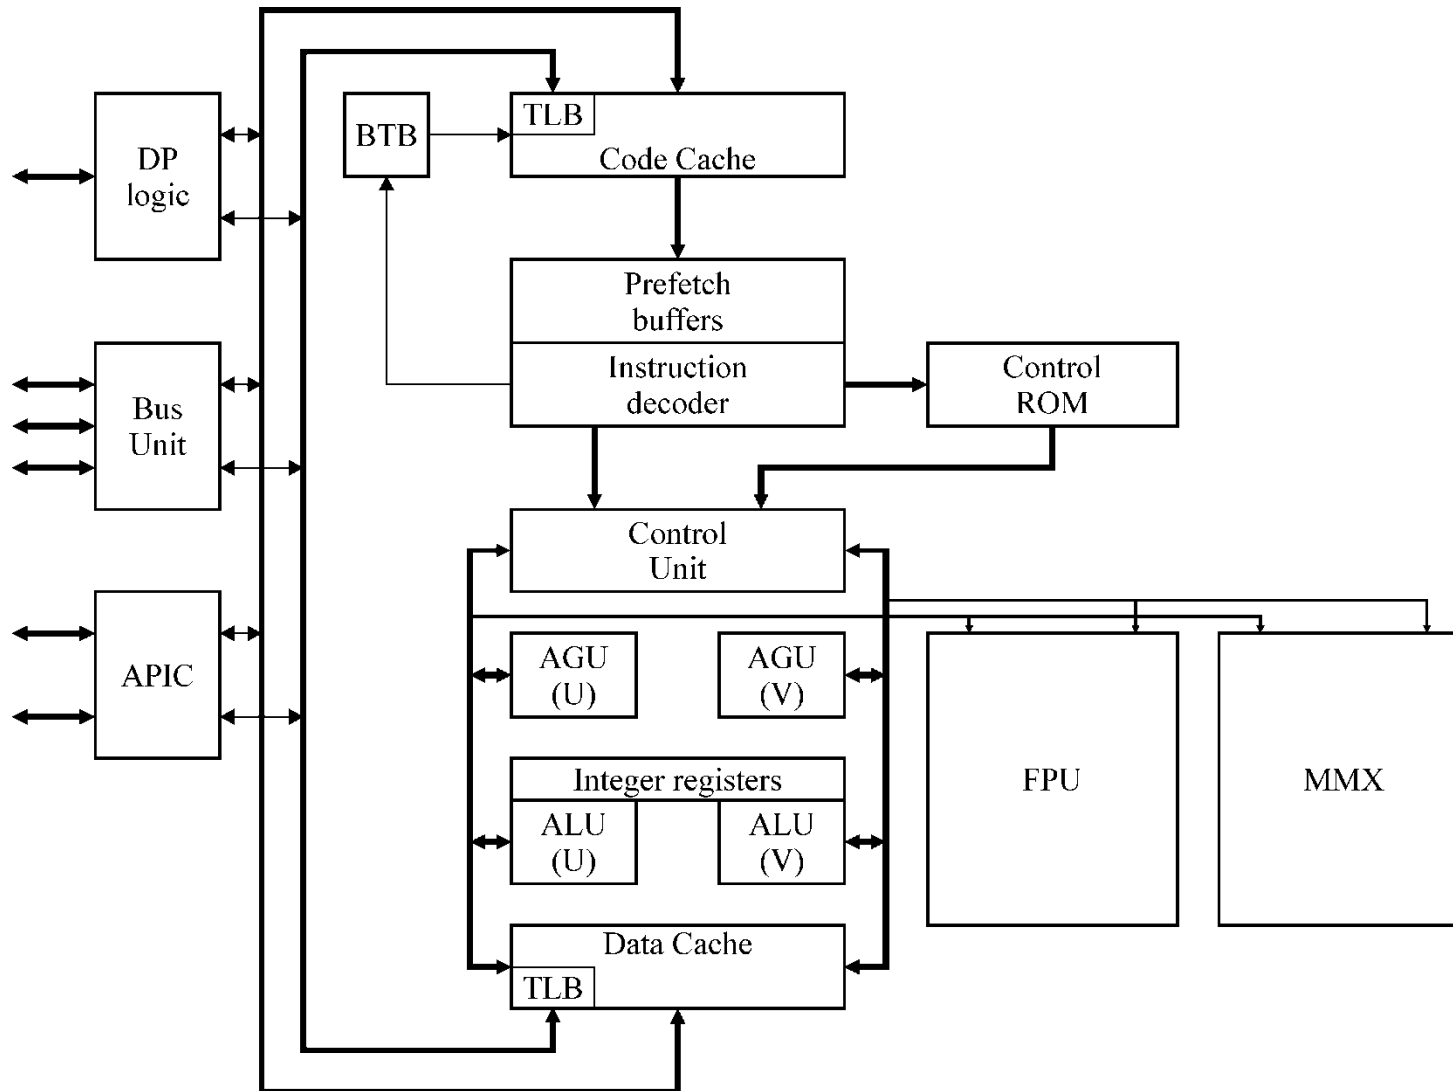 TLB
BTB
Code Cache
DP
logic
Prefetch
buffers
Instruction
decoder
Control
ROM
Bus
Unit
Control
Unit
APIC
AGU
(U)
AGU
(V)
Integer registers
ALU
(U)
ALU
(V)
FPU
MMX
Data Cache
TLB